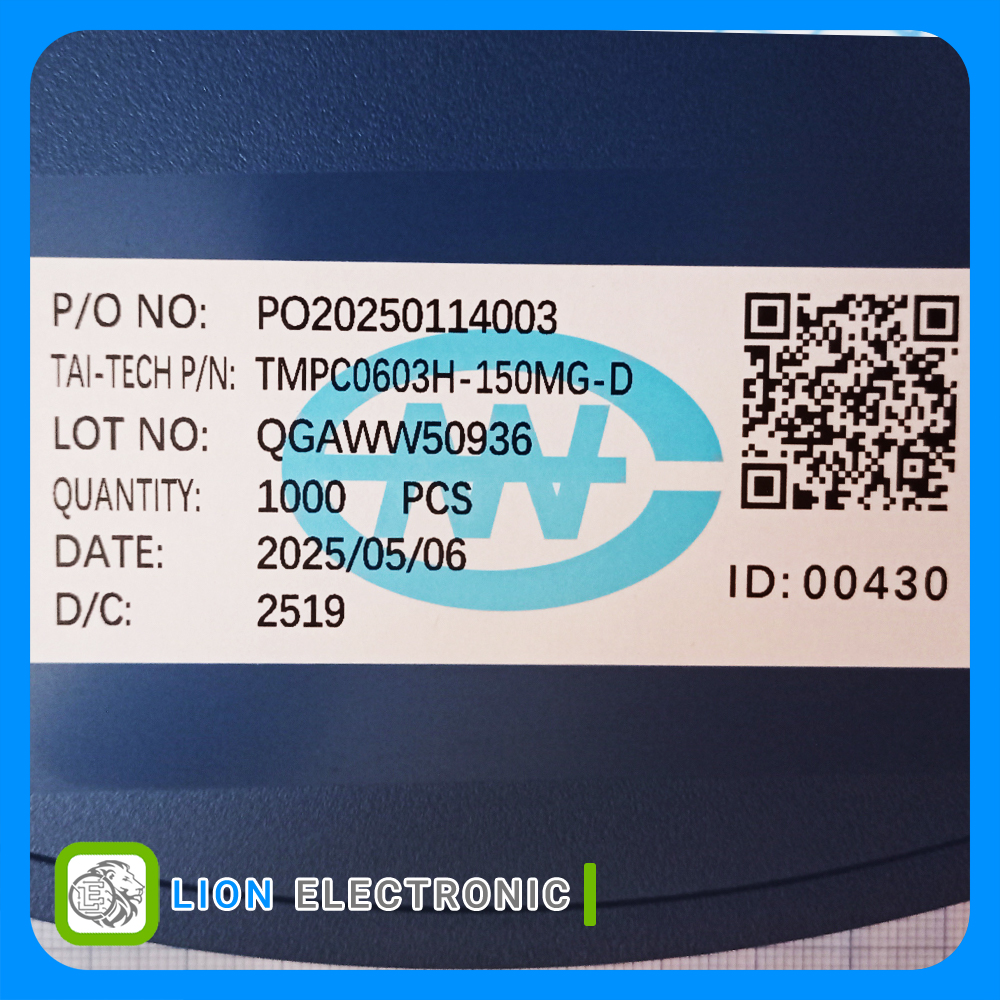 P/O NO: PO20250114003
TAI-TECH P/N: TMPC0603H-150MG-D
LOT NO: QGAWW50936
QUANTITY: 1000 PCS
DATE: 2025/05/06
D/C: 2519
ID: 00430
LE
LION ELECTRONIC